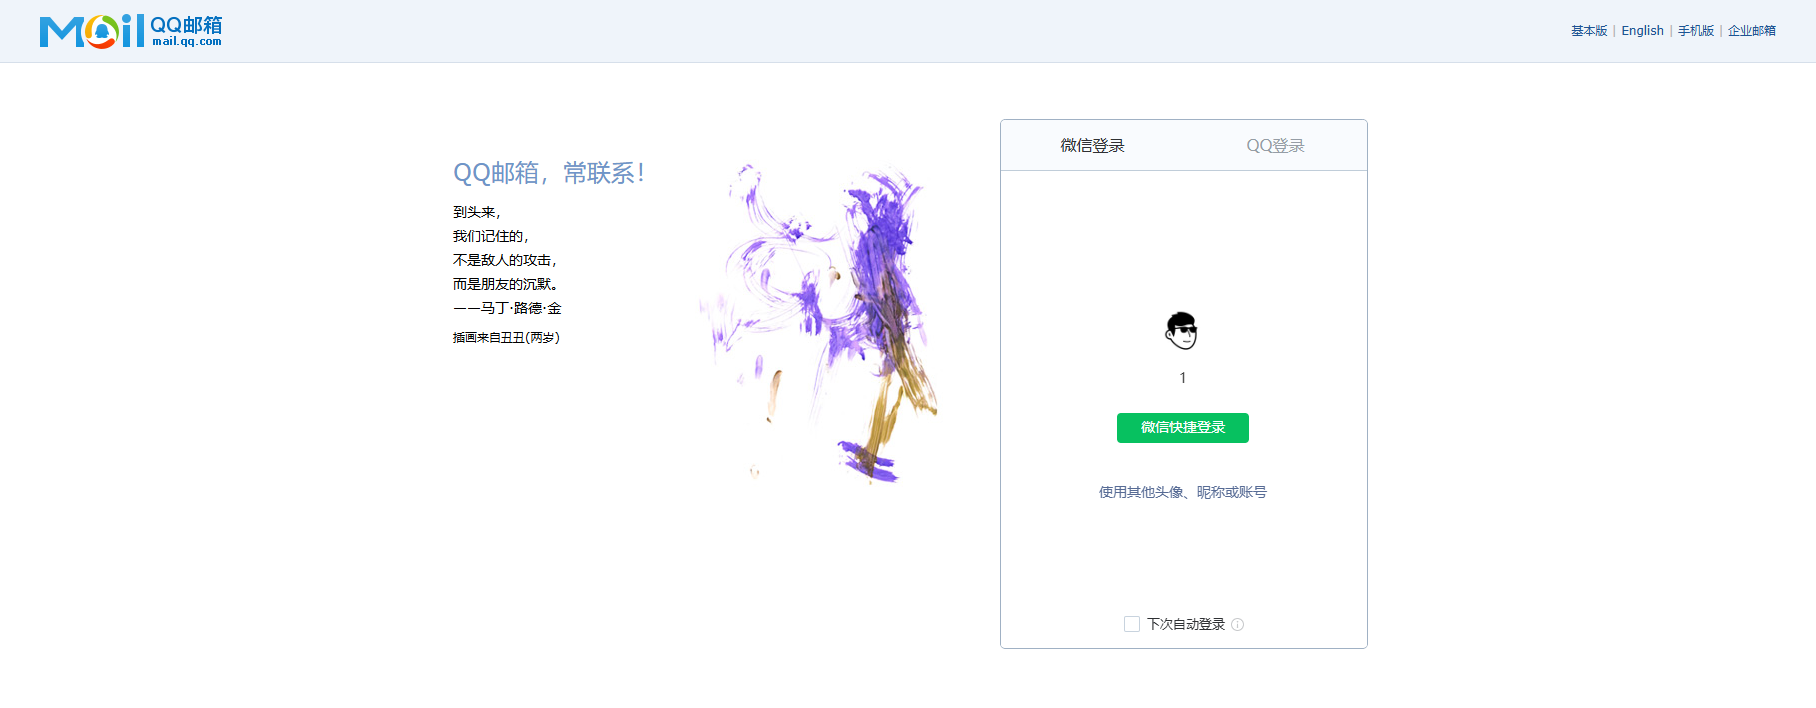 Mail QQ邮箱
mail.qq.com
基本版 | English | 手机版 | 企业邮箱
QQ邮箱，常联系！
到头来，
我们记住的，
不是敌人的攻击，
而是朋友的沉默。
——马丁·路德·金
插画来自丑丑(两岁)
微信登录
QQ登录
1
微信快捷登录
使用其他头像、昵称或账号
下次自动登录